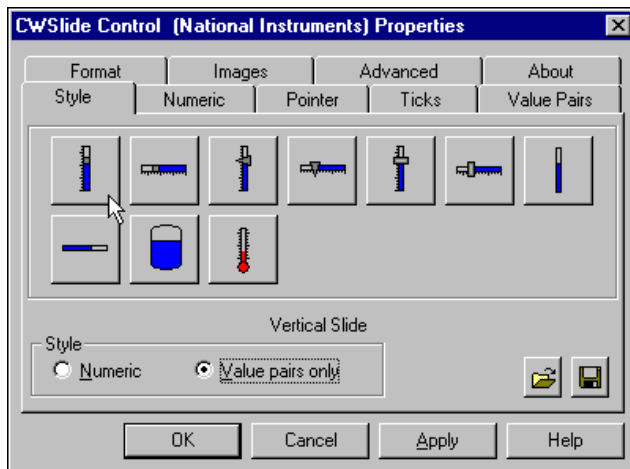 CWSlide Control (National Instruments) Properties
Format Images Advanced About
Style Numeric Pointer Ticks Value Pairs
Vertical Slide
Style
Numeric Value pairs only
OK Cancel Apply Help